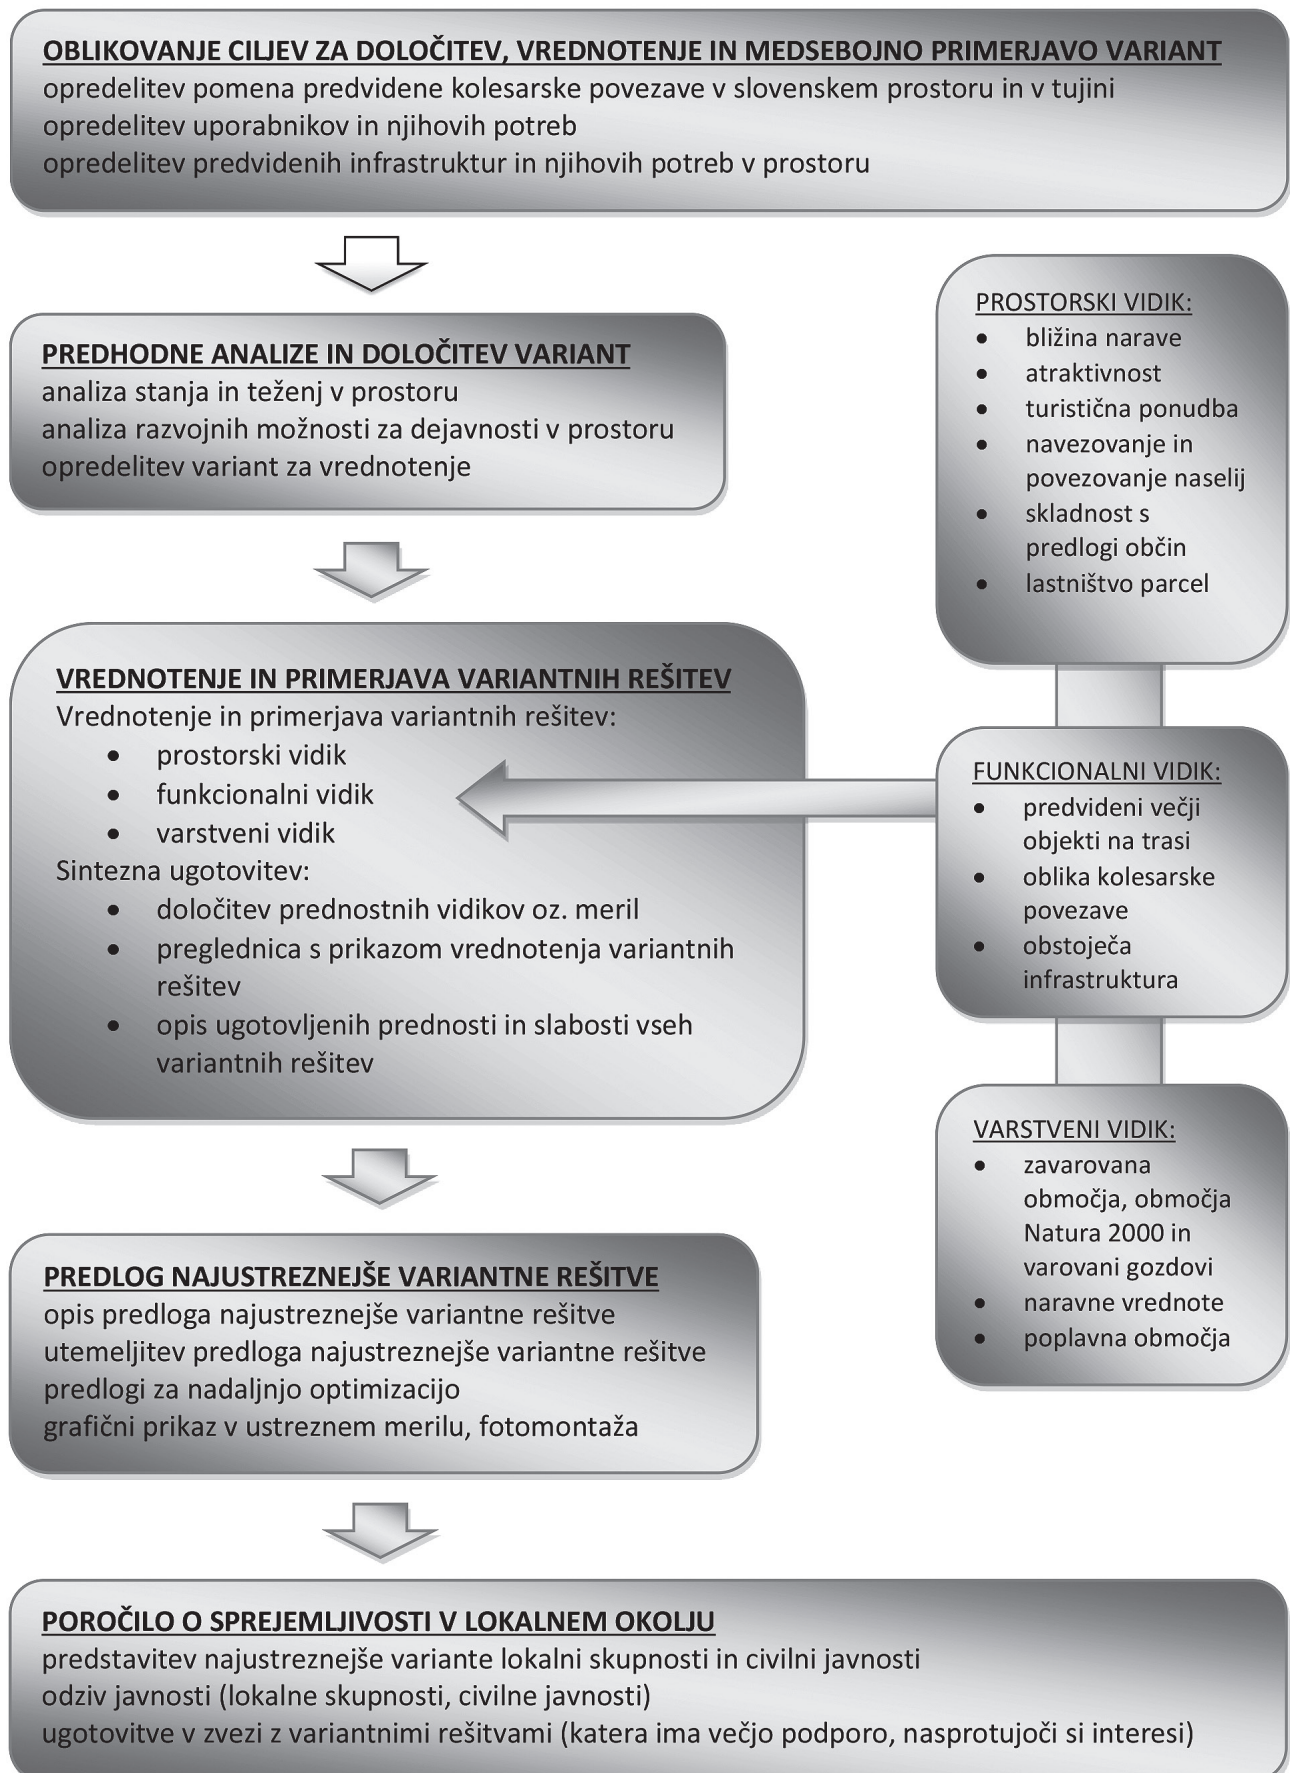 OBLIKOVANJE CILJEV ZA DOLOČITEV, VREDNOTENJE IN MEDSEBOJNO PRIMERJAVO VARIANT
opredelitev pomena predvidene kolesarske povezave v slovenskem prostoru in v tujini
opredelitev uporabnikov in njihovih potreb
opredelitev predvidenih infrastruktur in njihovih potreb v prostoru
PREDHODNE ANALIZE IN DOLOČITEV VARIANT
analiza stanja in teženj v prostoru
analiza razvojnih možnosti za dejavnosti v prostoru
opredelitev variant za vrednotenje
VREDNOTENJE IN PRIMERJAVA VARIANTNIH REŠITEV
Vrednotenje in primerjava variantnih rešitev:
• prostorski vidik
• funkcionalni vidik
• varstveni vidik
Sintezna ugotovitev:
• določitev prednostnih vidikov oz. meril
• preglednica s prikazom vrednotenja variantnih
rešitev
• opis ugotovljenih prednosti in slabosti vseh
variantnih rešitev
PROSTORSKI VIDIK:
• bližina narave
• atraktivnost
• turistična ponudba
• navezovanje in
povezovanje naselij
• skladnost s
predlogi občin
• lastništvo parcel
FUNKCIONALNI VIDIK:
• predvideni večji
objekti na trasi
• oblika kolesarske
povezave
• obstoječa
infrastruktura
VARSTVENI VIDIK:
• zavarovana
območja, območja
Natura 2000 in
varovani gozdovi
• naravne vrednote
• poplavna območja
PREDLOG NAJUSTREZNEJŠE VARIANTNE REŠITVE
opis predloga najustreznejše variantne rešitve
utemeljitev predloga najustreznejše variantne rešitve
predlogi za nadaljnjo optimizacijo
grafični prikaz v ustreznem merilu, fotomontaža
POROČILO O SPREJEMLJIVOSTI V LOKALNEM OKOLJU
predstavitev najustreznejše variante lokalni skupnosti in civilni javnosti
odziv javnosti (lokalne skupnosti, civilne javnosti)
ugotovitve v zvezi z variantnimi rešitvami (katera ima večjo podporo, nasprotujoči si interesi)